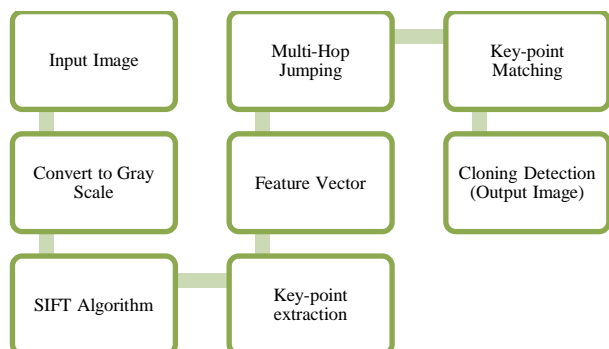 Input Image
Convert to Gray
Scale
SIFT Algorithm
Key-point
extraction
Feature Vector
Multi-Hop
Jumping
Key-point
Matching
Cloning Detection
(Output Image)